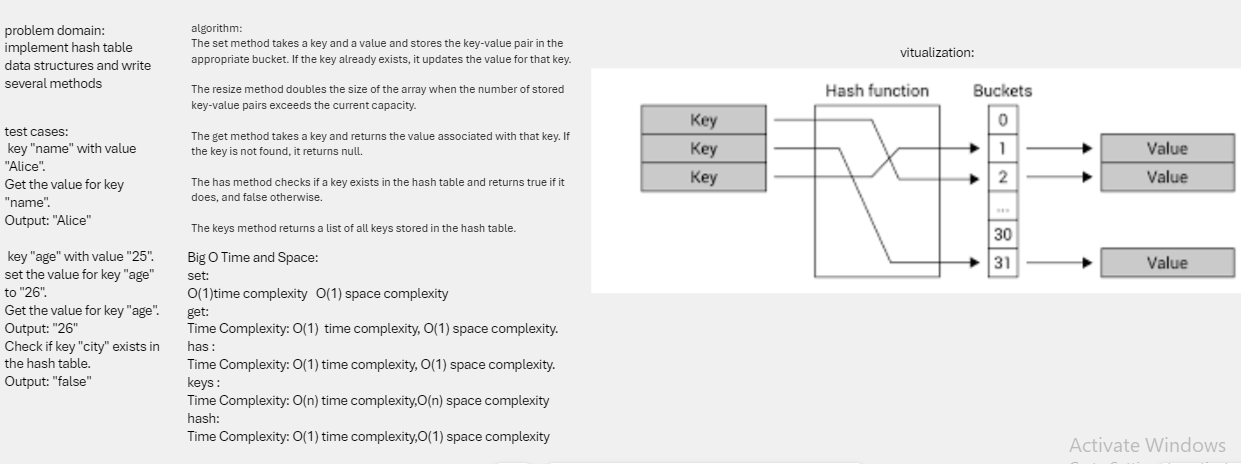 problem domain:
implement hash table
data structures and write
several methods
test cases:
key "name" with value
"Alice".
Get the value for key
"name".
Output: "Alice"
key "age" with value "25".
set the value for key "age"
to "26".
Get the value for key "age".
Output: "26"
Check if key "city" exists in
the hash table.
Output: "false"
algorithm:
The set method takes a key and a value and stores the key-value pair in the
appropriate bucket. If the key already exists, it updates the value for that key.
The resize method doubles the size of the array when the number of stored
key-value pairs exceeds the current capacity.
The get method takes a key and returns the value associated with that key. If
the key is not found, it returns null.
The has method checks if a key exists in the hash table and returns true if it
does, and false otherwise.
The keys method returns a list of all keys stored in the hash table.
Big O Time and Space:
set:
O(1)time complexity O(1) space complexity
get:
Time Complexity: O(1) time complexity, O(1) space complexity.
has :
Time Complexity: O(1) time complexity, O(1) space complexity.
keys :
Time Complexity: O(n) time complexity,O(n) space complexity
hash:
Time Complexity: O(1) time complexity,O(1) space complexity
vitualization:
Hash function
Buckets
Key
Key
Key
0
1
2
...
30
31
Value
Value
Value
Activate Windows